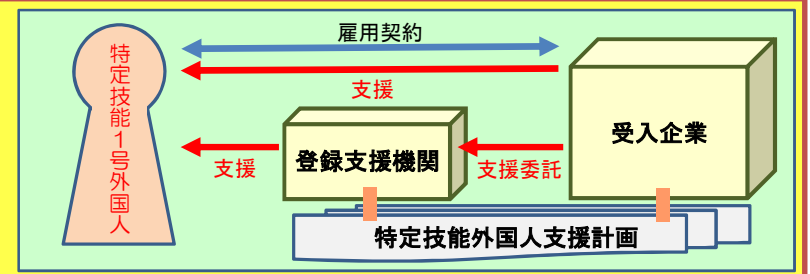 雇用契約
支援
特定技能1号外国人
受入企業
登録支援機関
支援
支援委託
特定技能外国人支援計画